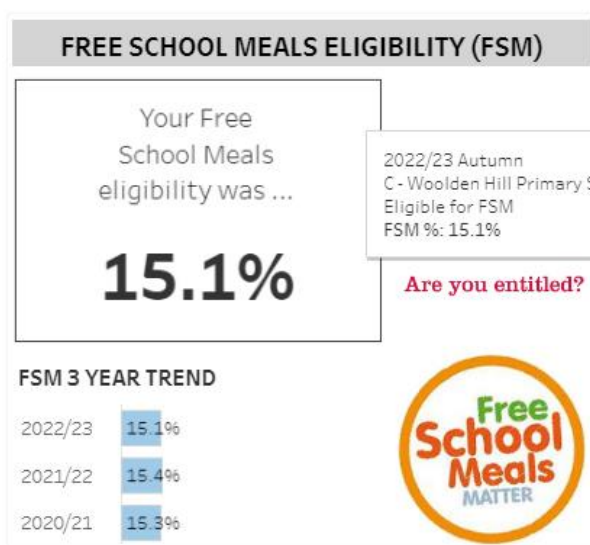 FREE SCHOOL MEALS ELIGIBILITY (FSM)
Your Free
School Meals
eligibility was ...
15.1%
2022/23 Autumn
C - Woolden Hill Primary
Eligible for FSM
FSM %: 15.1%
Are you entitled?
FSM 3 YEAR TREND
2022/23 15.1%
2021/22 15.4%
2020/21 15.3%
Free
School
Meals
MATTER